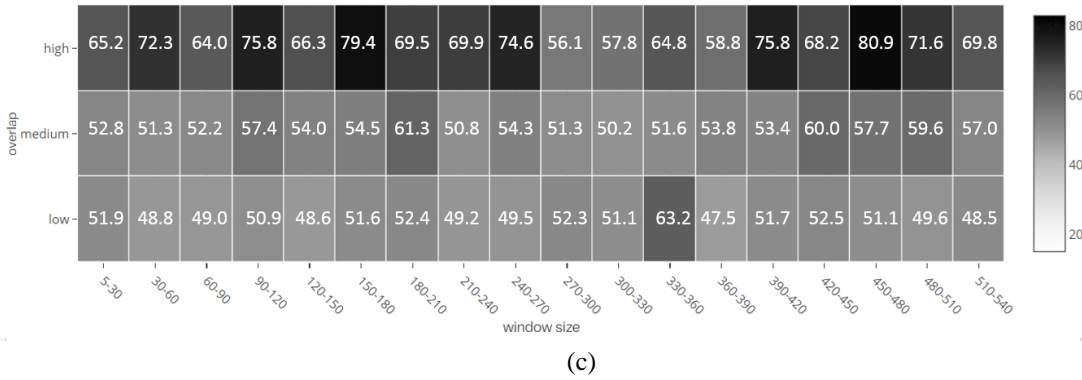 high 65.2 72.3 64.0 75.8 66.3 79.4 69.5 69.9 74.6 56.1 57.8 64.8 58.8 75.8 68.2 80.9 71.6 69.8
medium 52.8 51.3 52.2 57.4 54.0 54.5 61.3 50.8 54.3 51.3 50.2 51.6 53.8 53.4 60.0 57.7 59.6 57.0
low 51.9 48.8 49.0 50.9 48.6 51.6 52.4 49.2 49.5 52.3 51.1 63.2 47.5 51.7 52.5 51.1 49.6 48.5
overlap
5-30 30-60 60-90 90-120 120-150 150-180 180-210 210-240 240-270 270-300 300-330 330-360 360-390 390-420 420-450 450-480 480-510 510-540
window size
80
60
40
20
(c)